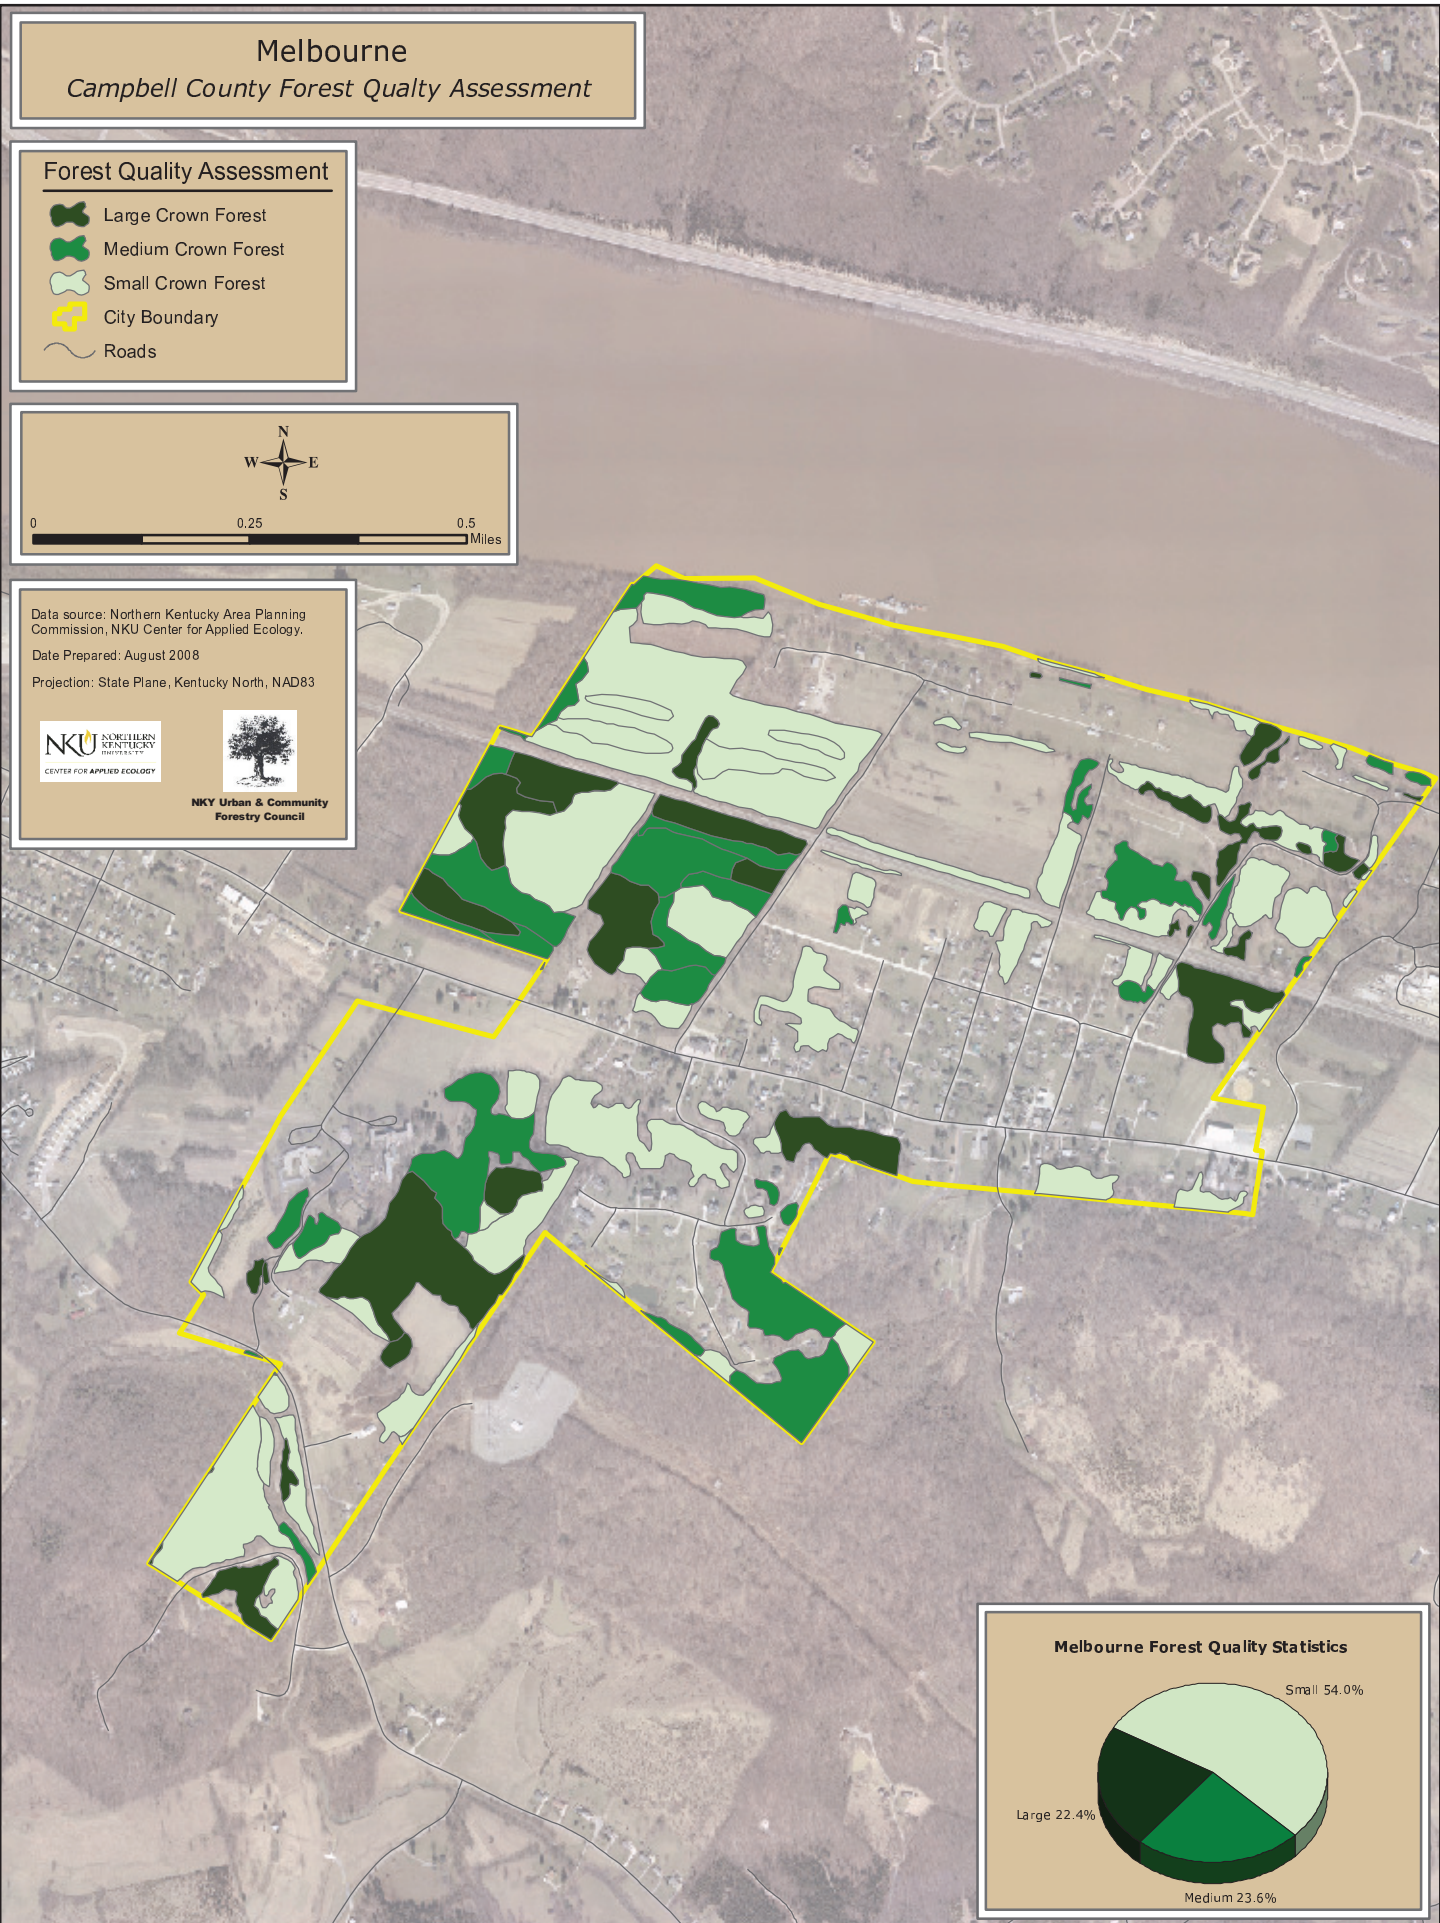 Melbourne
Campbell County Forest Qualty Assessment
Forest Quality Assessment
Large Crown Forest
Medium Crown Forest
Small Crown Forest
City Boundary
Roads
N
W E
S
0 0.25 0.5
Miles
Data source: Northern Kentucky Area Planning
Commission, NKU Center for Applied Ecology.
Date Prepared: August 2008
Projection: State Plane, Kentucky North, NAD83
NKU NORTHERN
KENTUCKY
UNIVERSITY
CENTER FOR APPLIED ECOLOGY
NKY Urban & Community
Forestry Council
Melbourne Forest Quality Statistics
Small 54.0%
Large 22.4%
Medium 23.6%